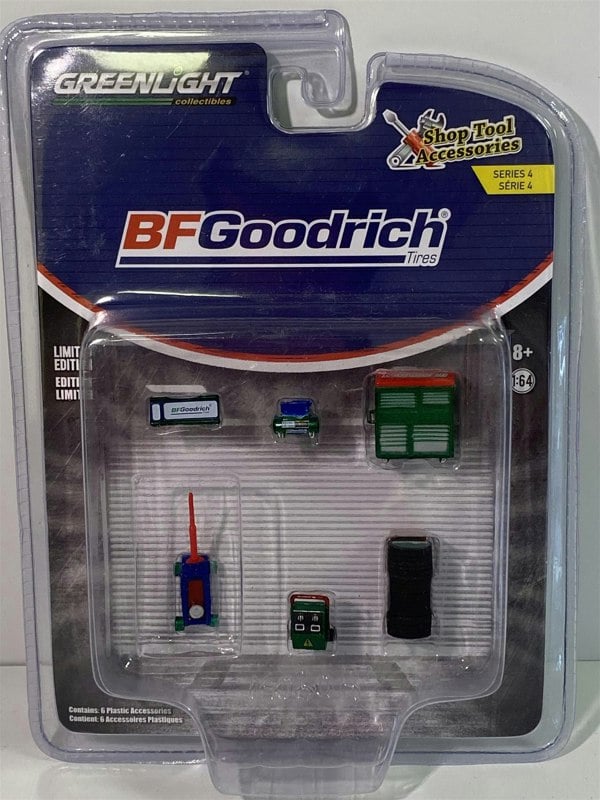 GREENLiGHT®
collectibles
Shop Tool
Accessories
SERIES 4
SÉRIE 4
BFGoodrich®
Tires
8+
1:64
BFGoodrich
Contains: 6 Plastic Accessories
Contient: 6 Accessoires Plastiques